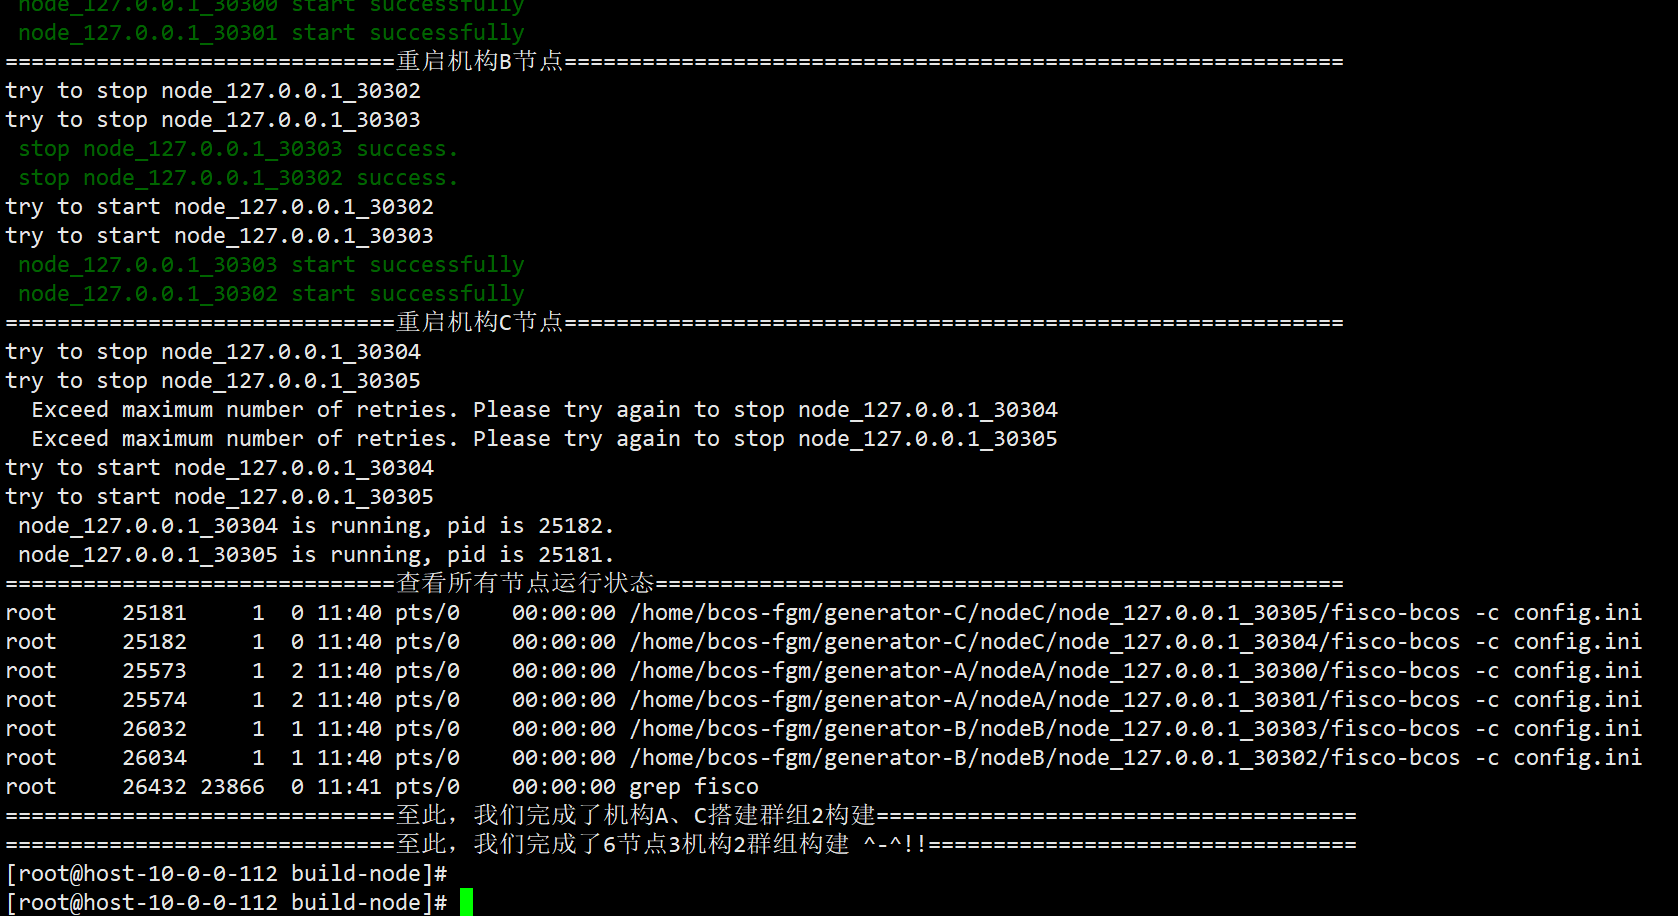 node_127.0.0.1_30300 start successfully
node_127.0.0.1_30301 start successfully
==============================重启机构B节点============================================================
try to stop node_127.0.0.1_30302
try to stop node_127.0.0.1_30303
stop node_127.0.0.1_30303 success.
stop node_127.0.0.1_30302 success.
try to start node_127.0.0.1_30302
try to start node_127.0.0.1_30303
node_127.0.0.1_30303 start successfully
node_127.0.0.1_30302 start successfully
==============================重启机构C节点============================================================
try to stop node_127.0.0.1_30304
try to stop node_127.0.0.1_30305
Exceed maximum number of retries. Please try again to stop node_127.0.0.1_30304
Exceed maximum number of retries. Please try again to stop node_127.0.0.1_30305
try to start node_127.0.0.1_30304
try to start node_127.0.0.1_30305
node_127.0.0.1_30304 is running, pid is 25182.
node_127.0.0.1_30305 is running, pid is 25181.
==============================查看所有节点运行状态=====================================================
root     25181     1  0 11:40 pts/0    00:00:00 /home/bcos-fgm/generator-C/nodeC/node_127.0.0.1_30305/fisco-bcos -c config.ini
root     25182     1  0 11:40 pts/0    00:00:00 /home/bcos-fgm/generator-C/nodeC/node_127.0.0.1_30304/fisco-bcos -c config.ini
root     25573     1  2 11:40 pts/0    00:00:00 /home/bcos-fgm/generator-A/nodeA/node_127.0.0.1_30300/fisco-bcos -c config.ini
root     25574     1  2 11:40 pts/0    00:00:00 /home/bcos-fgm/generator-A/nodeA/node_127.0.0.1_30301/fisco-bcos -c config.ini
root     26032     1  1 11:40 pts/0    00:00:00 /home/bcos-fgm/generator-B/nodeB/node_127.0.0.1_30303/fisco-bcos -c config.ini
root     26034     1  1 11:40 pts/0    00:00:00 /home/bcos-fgm/generator-B/nodeB/node_127.0.0.1_30302/fisco-bcos -c config.ini
root     26432 23866  0 11:41 pts/0    00:00:00 grep fisco
==============================至此，我们完成了机构A、C搭建群组2构建=====================================
==============================至此，我们完成了6节点3机构2群组构建 ^-^!!=================================
[root@host-10-0-0-112 build-node]#
[root@host-10-0-0-112 build-node]#